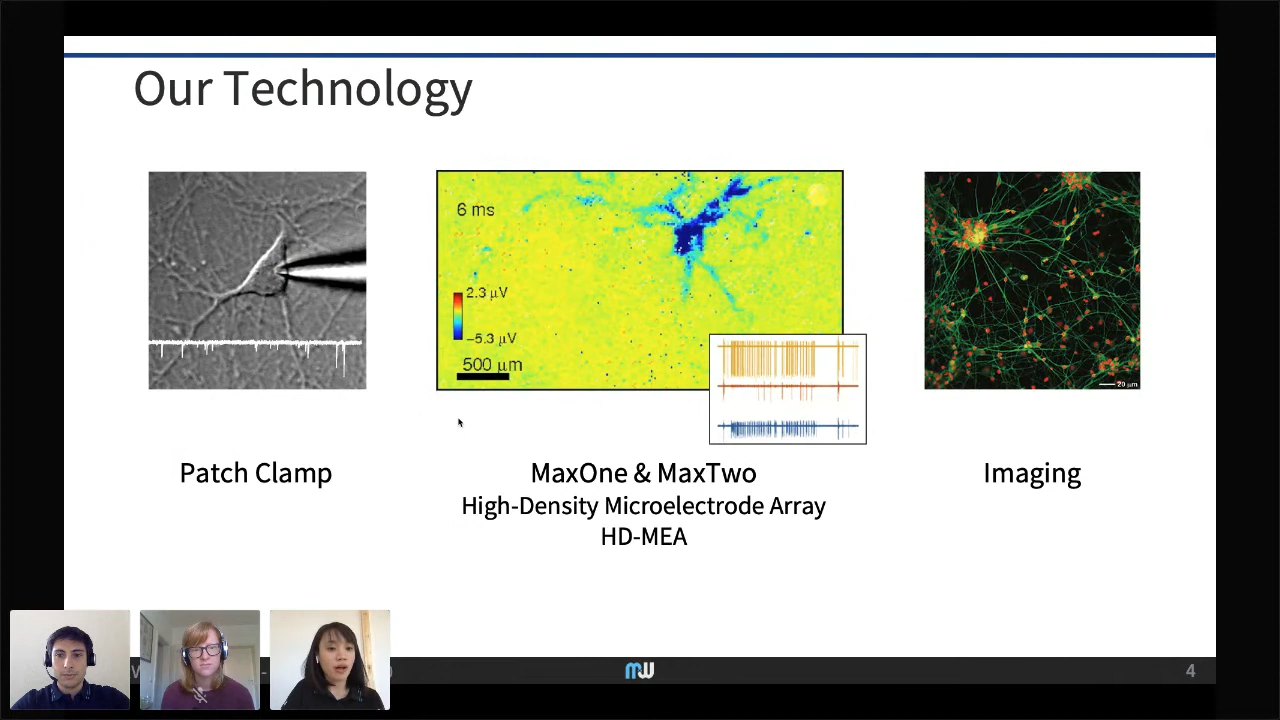 Our Technology
6 ms
2.3 µV
−5.3 µV
500 µm
20 µm
Patch Clamp
MaxOne & MaxTwo
High-Density Microelectrode Array
HD-MEA
Imaging
MW
4